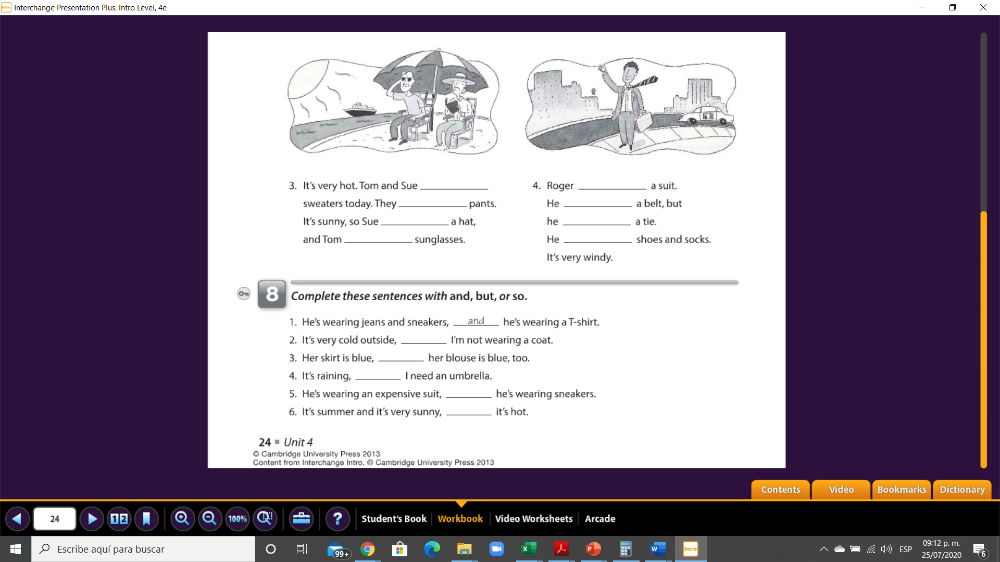 Intro Interchange Presentation Plus, Intro Level, 4e
3. It's very hot. Tom and Sue ____________
sweaters today. They ____________ pants.
It's sunny, so Sue ____________ a hat,
and Tom ____________ sunglasses.
4. Roger ____________ a suit.
He ____________ a belt, but
he ____________ a tie.
He ____________ shoes and socks.
It's very windy.
8 Complete these sentences with and, but, or so.
1. He's wearing jeans and sneakers, and he's wearing a T-shirt.
2. It's very cold outside, ________ I'm not wearing a coat.
3. Her skirt is blue, ________ her blouse is blue, too.
4. It's raining, ________ I need an umbrella.
5. He's wearing an expensive suit, ________ he's wearing sneakers.
6. It's summer and it's very sunny, ________ it's hot.
24 ▪ Unit 4
© Cambridge University Press 2013
Content from Interchange Intro, © Cambridge University Press 2013
Contents Video Bookmarks Dictionary
24 12 100% ? Student's Book Workbook Video Worksheets Arcade
Escribe aquí para buscar 99+ Intro ESP 09:12 p. m.
25/07/2020 6